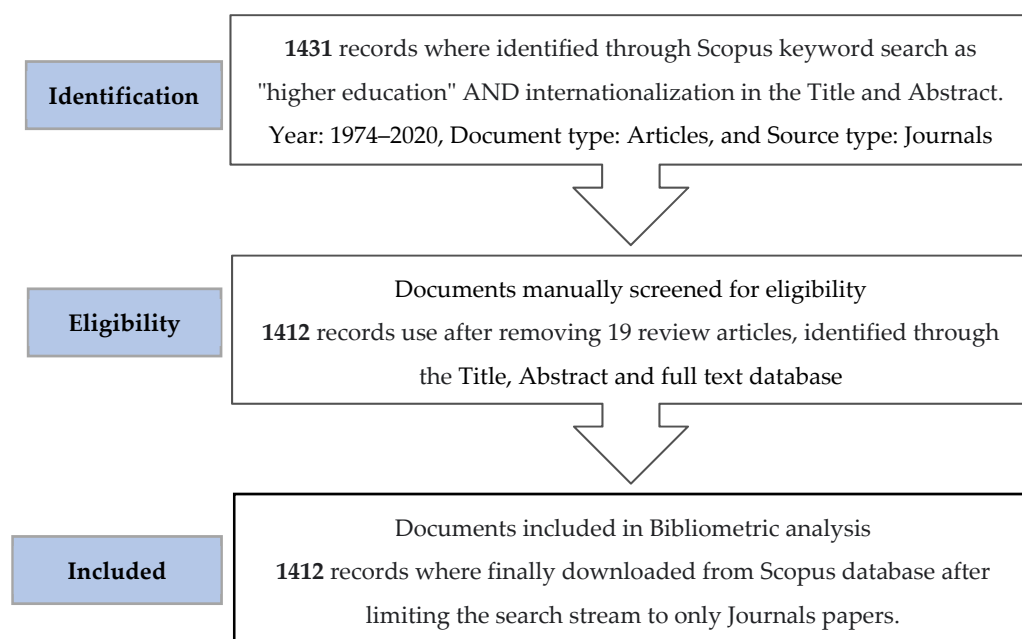 Identification
1431 records where identified through Scopus keyword search as
"higher education" AND internationalization in the Title and Abstract.
Year: 1974–2020, Document type: Articles, and Source type: Journals
Eligibility
Documents manually screened for eligibility
1412 records use after removing 19 review articles, identified through
the Title, Abstract and full text database
Included
Documents included in Bibliometric analysis
1412 records where finally downloaded from Scopus database after
limiting the search stream to only Journals papers.